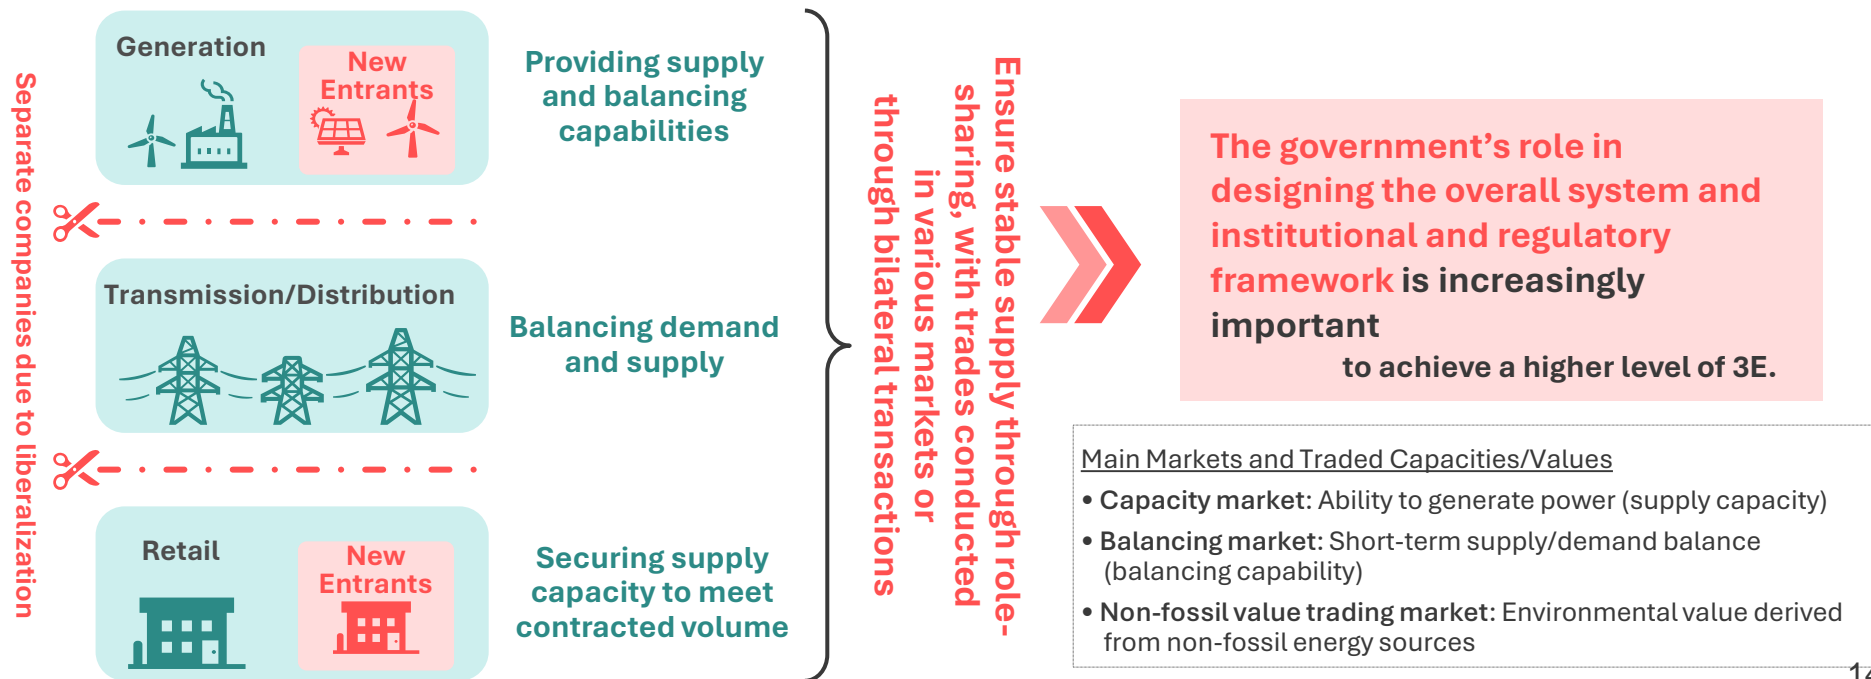 Separate companies due to liberalization
Generation
New
Entrants
Providing supply
and balancing
capabilities
Transmission/Distribution
Balancing demand
and supply
Retail
New
Entrants
Securing supply
capacity to meet
contracted volume
Ensure stable supply through role-
sharing, with trades conducted
in various markets or
through bilateral transactions
The government’s role in
designing the overall system and
institutional and regulatory
framework is increasingly
important
to achieve a higher level of 3E.
Main Markets and Traded Capacities/Values
• Capacity market: Ability to generate power (supply capacity)
• Balancing market: Short-term supply/demand balance
(balancing capability)
• Non-fossil value trading market: Environmental value derived
from non-fossil energy sources